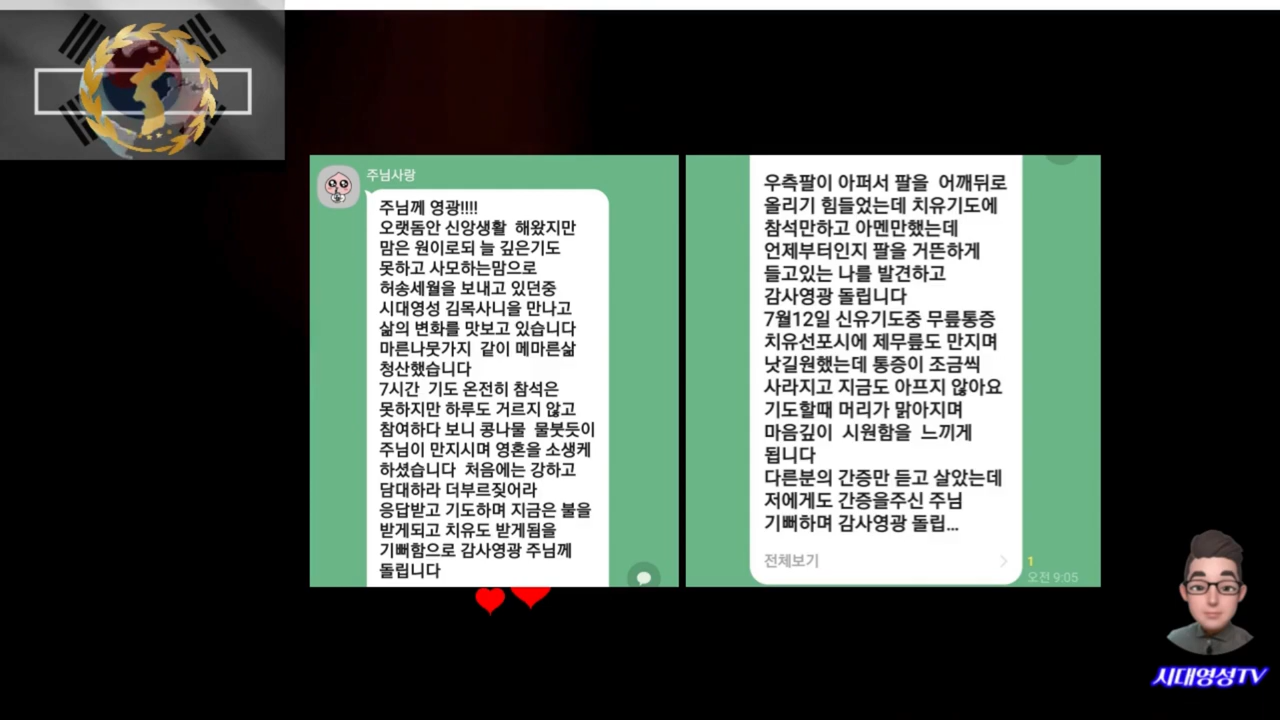 주님사랑
주님께 영광!!!!
오랫돔안 신앙생활 해왔지만
맘은 원이로되 늘 깊은기도
못하고 사모하는맘으로
허송세월을 보내고 있던중
시대영성 김목사니을 만나고
삶의 변화를 맛보고 있습니다
마른나뭇가지 같이 메마른삶
청산했습니다
7시간 기도 온전히 참석은
못하지만 하루도 거르지 않고
참여하다 보니 콩나물 물붓듯이
주님이 만지시며 영혼을 소생케
하셨습니다 처음에는 강하고
담대하라 더부르짖어라
응답받고 기도하며 지금은 불을
받게되고 치유도 받게됨을
기뻐함으로 감사영광 주님께
돌립니다
우측팔이 아퍼서 팔을 어깨뒤로
올리기 힘들었는데 치유기도에
참석만하고 아멘만했는데
언제부터인지 팔을 거뜬하게
들고있는 나를 발견하고
감사영광 돌립니다
7월12일 신유기도중 무릎통증
치유선포시에 제무릎도 만지며
낫길원했는데 통증이 조금씩
사라지고 지금도 아프지 않아요
기도할때 머리가 맑아지며
마음깊이 시원함을 느끼게
됩니다
다른분의 간증만 듣고 살았는데
저에게도 간증을주신 주님
기뻐하며 감사영광 돌립...
전체보기
1
오전 9:05
시대영성TV